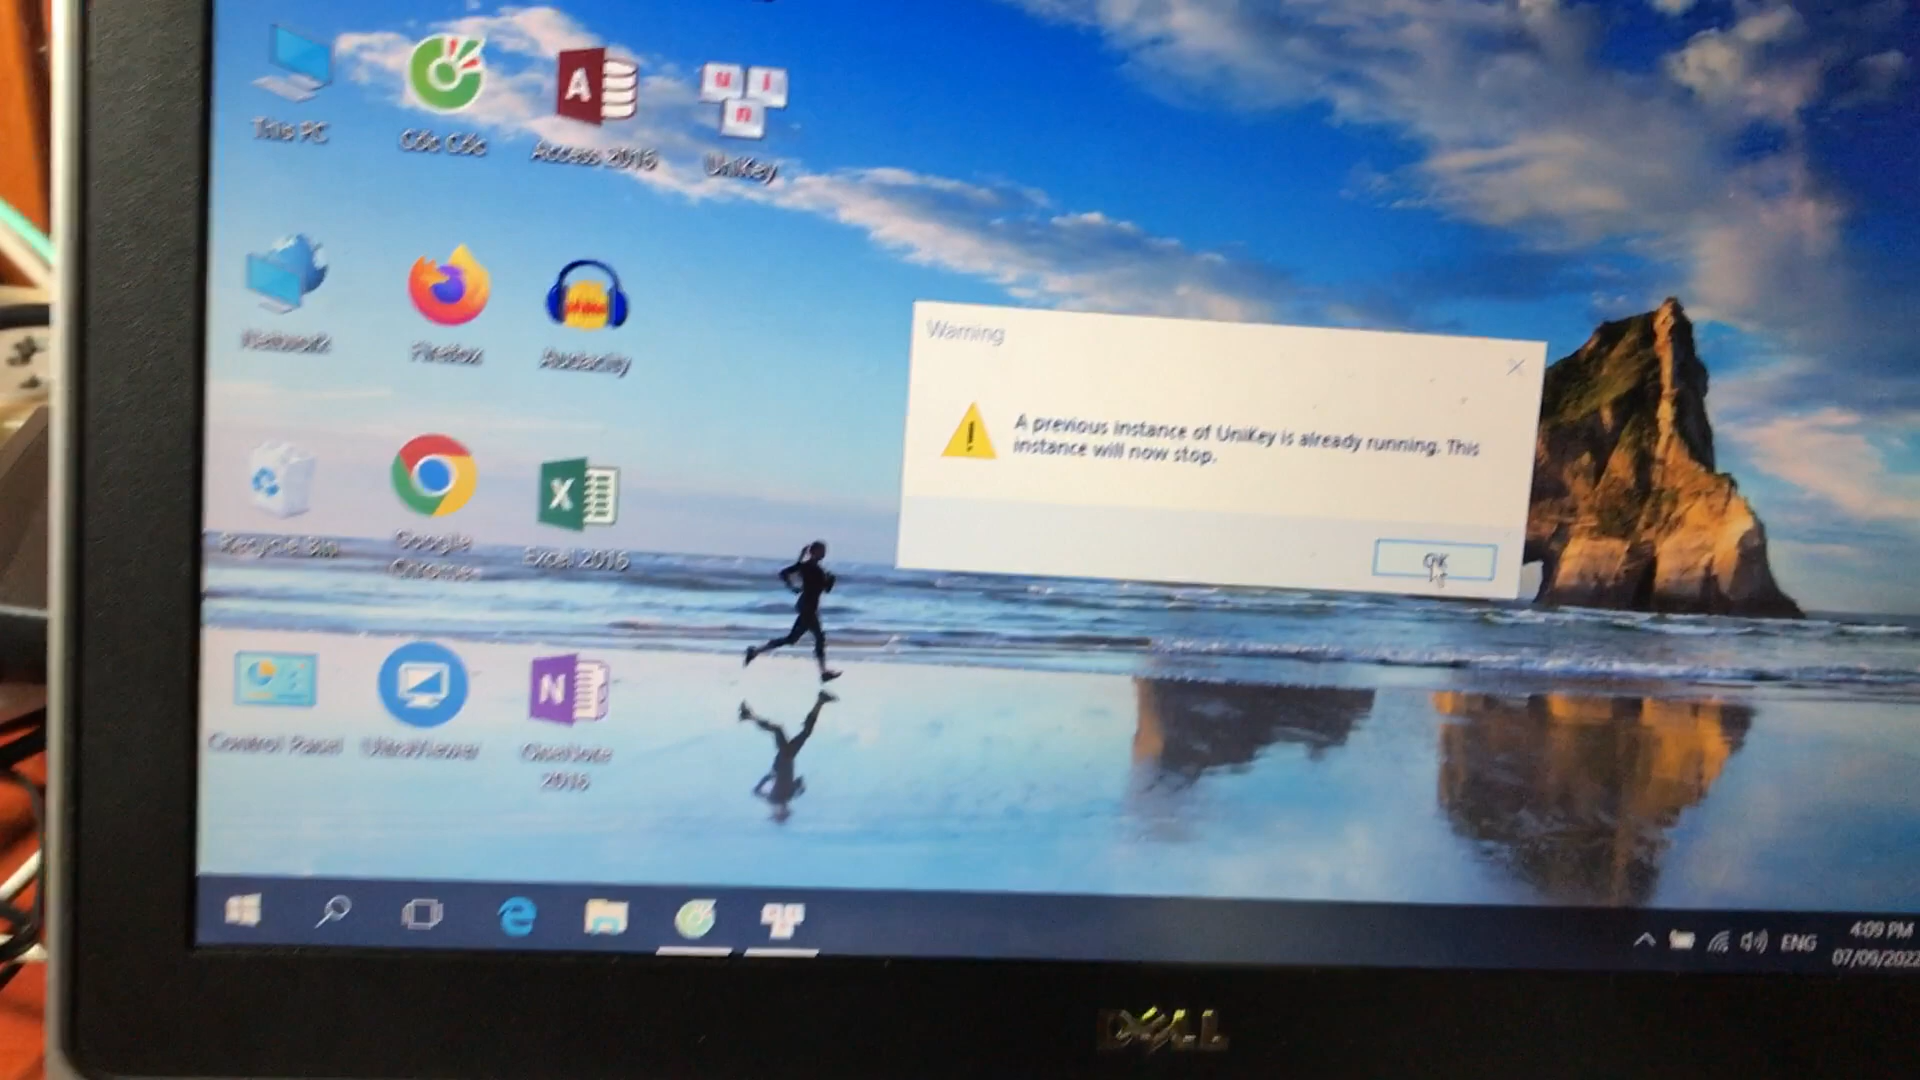 This PC
Cốc Cốc
Access 2016
UniKey
Network
Firefox
Audacity
Recycle Bin
Google
Chrome
Excel 2016
Control Panel
UltraViewer
OneNote
2016
Warning
A previous instance of UniKey is already running. This
instance will now stop.
OK
ENG
4:09 PM
07/09/2022
DELL